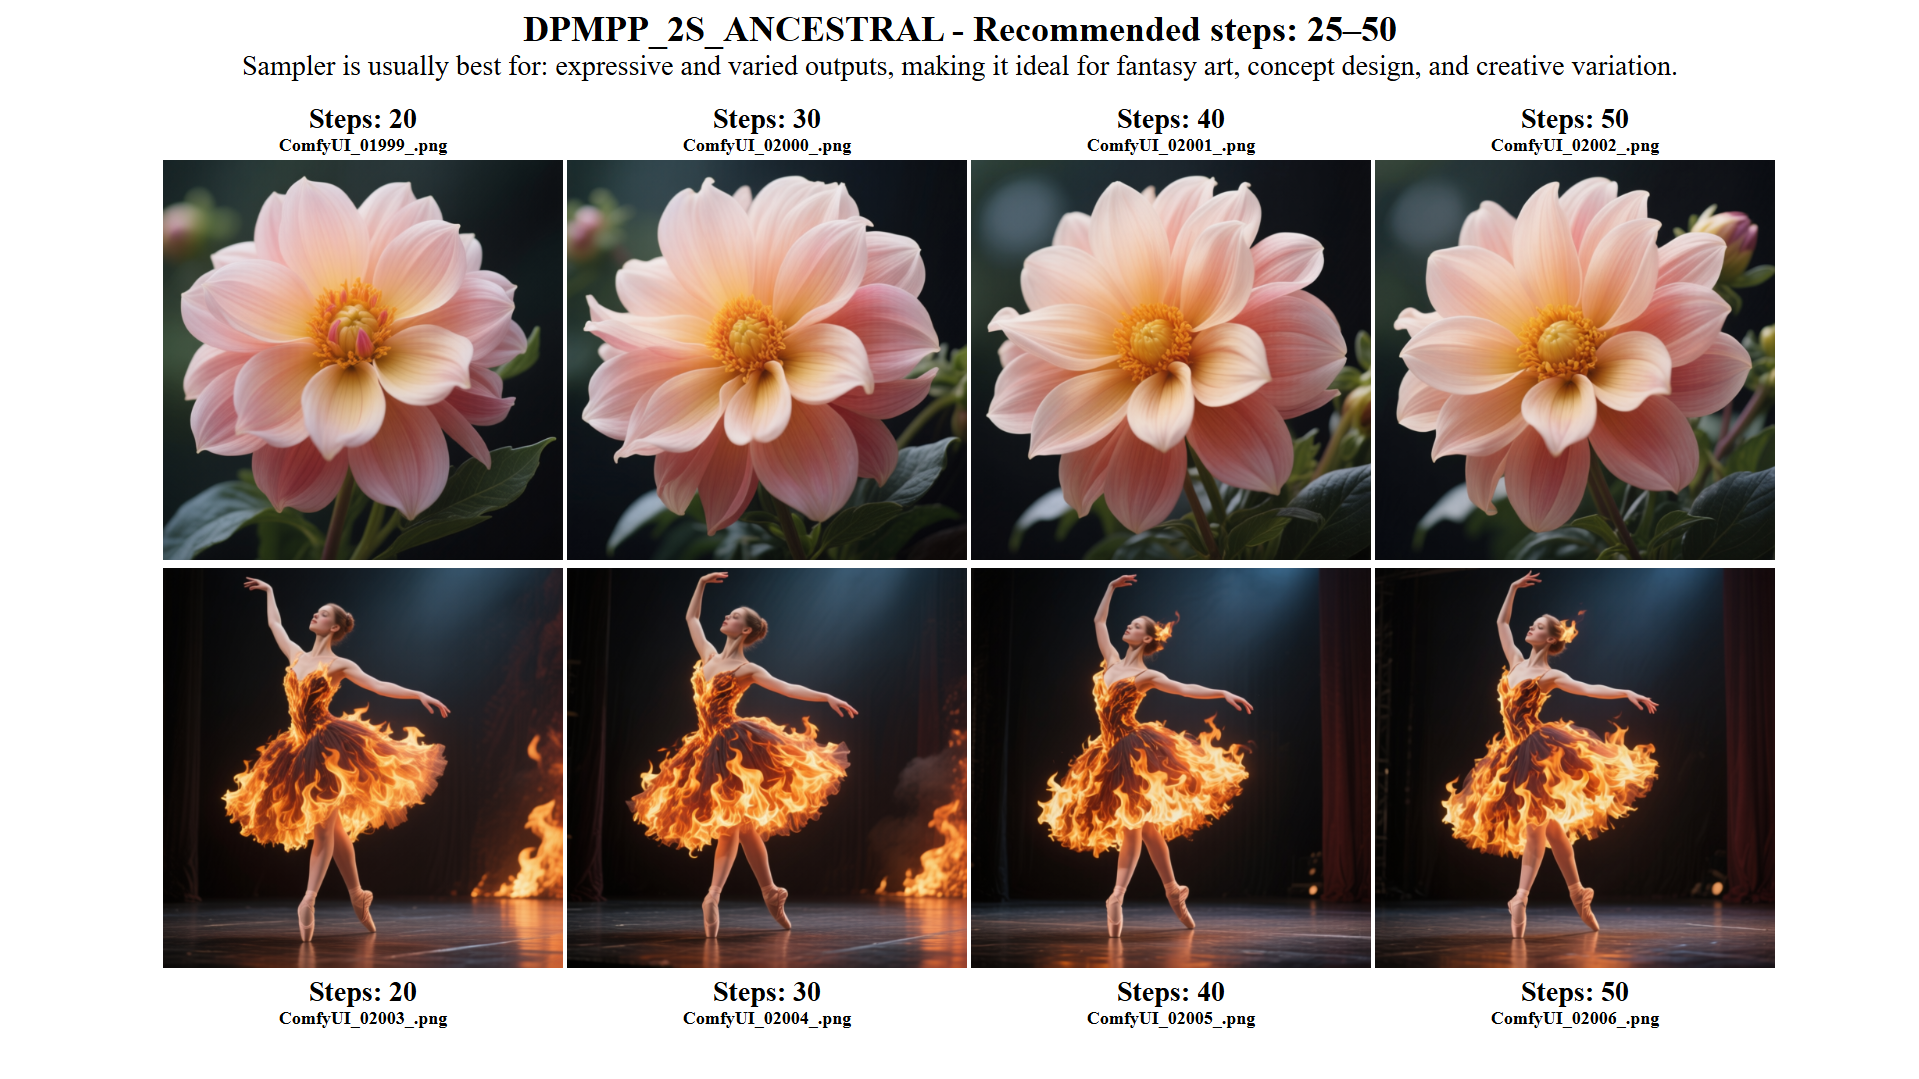 DPMPP_2S_ANCESTRAL - Recommended steps: 25–50
Sampler is usually best for: expressive and varied outputs, making it ideal for fantasy art, concept design, and creative variation.
Steps: 20
ComfyUI_01999_.png
Steps: 30
ComfyUI_02000_.png
Steps: 40
ComfyUI_02001_.png
Steps: 50
ComfyUI_02002_.png
Steps: 20
ComfyUI_02003_.png
Steps: 30
ComfyUI_02004_.png
Steps: 40
ComfyUI_02005_.png
Steps: 50
ComfyUI_02006_.png